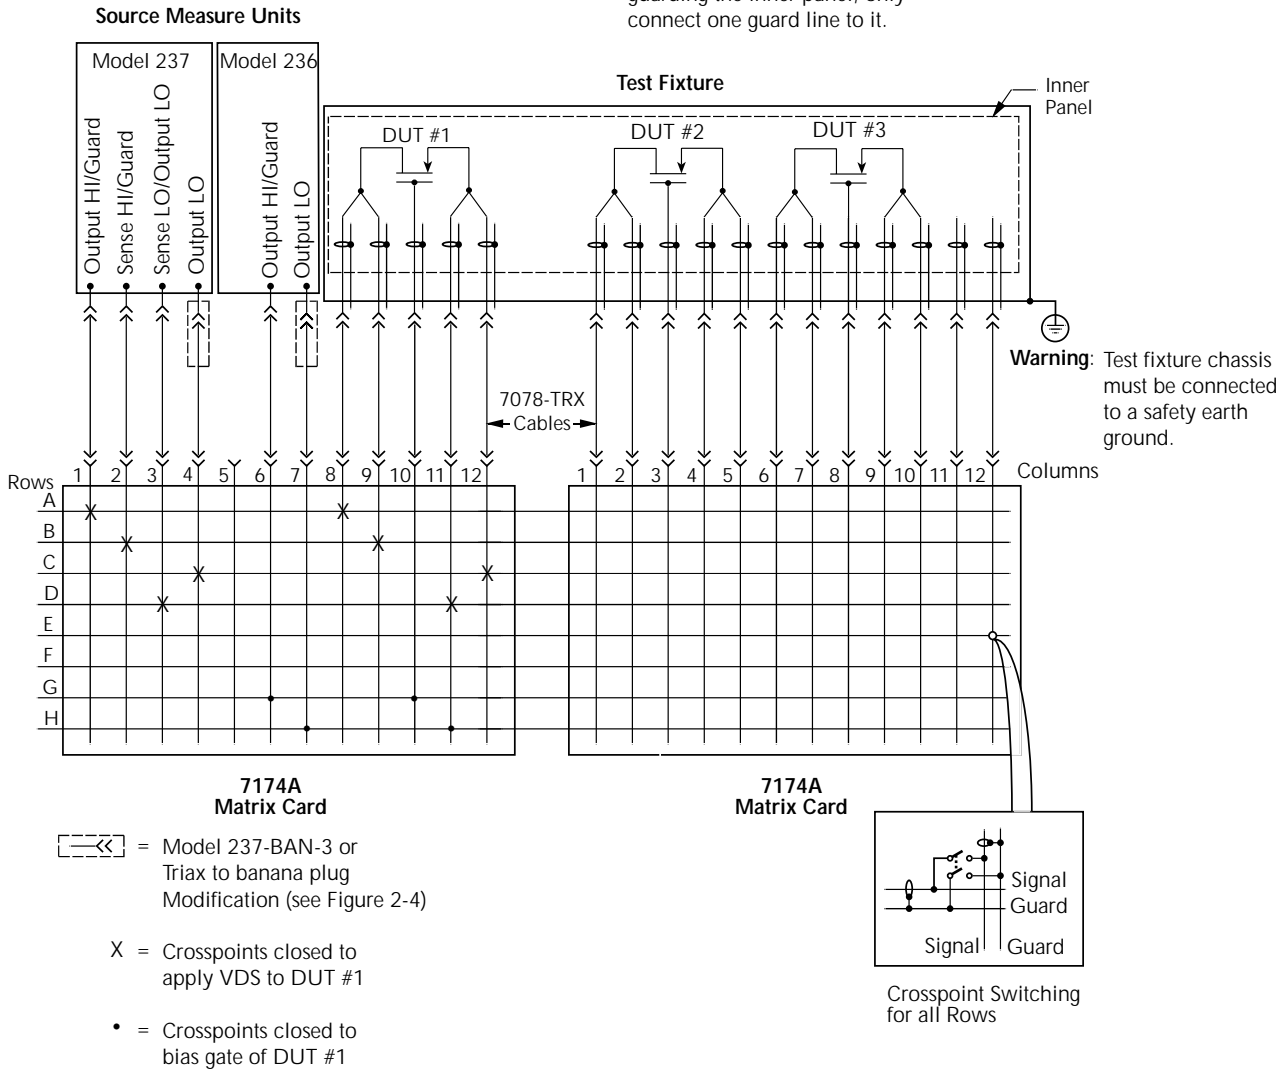 guarding the inner panel, only
connect one guard line to it.
Source Measure Units
Model 237
Model 236
Output HI/Guard
Sense HI/Guard
Sense LO/Output LO
Output LO
Output HI/Guard
Output LO
Test Fixture
Inner
Panel
DUT #1
DUT #2
DUT #3
Warning: Test fixture chassis
must be connected
to a safety earth
ground.
7078-TRX
Cables
Rows
1 2 3 4 5 6 7 8 9 10 11 12
1 2 3 4 5 6 7 8 9 10 11 12
Columns
A
B
C
D
E
F
G
H
7174A
Matrix Card
7174A
Matrix Card
= Model 237-BAN-3 or
Triax to banana plug
Modification (see Figure 2-4)
X = Crosspoints closed to
apply VDS to DUT #1
• = Crosspoints closed to
bias gate of DUT #1
Signal
Guard
Signal Guard
Crosspoint Switching
for all Rows